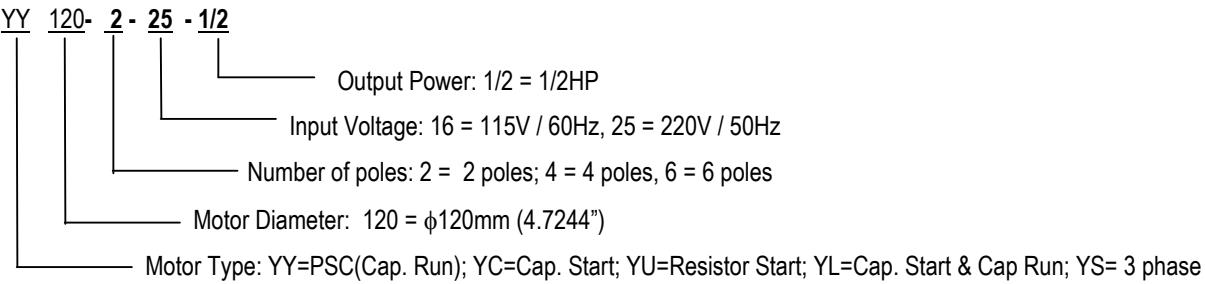 YY 120- 2 - 25 - 1/2
Output Power: 1/2 = 1/2HP
Input Voltage: 16 = 115V / 60Hz, 25 = 220V / 50Hz
Number of poles: 2 = 2 poles; 4 = 4 poles, 6 = 6 poles
Motor Diameter: 120 = ϕ120mm (4.7244”)
Motor Type: YY=PSC(Cap. Run); YC=Cap. Start; YU=Resistor Start; YL=Cap. Start & Cap Run; YS= 3 phase